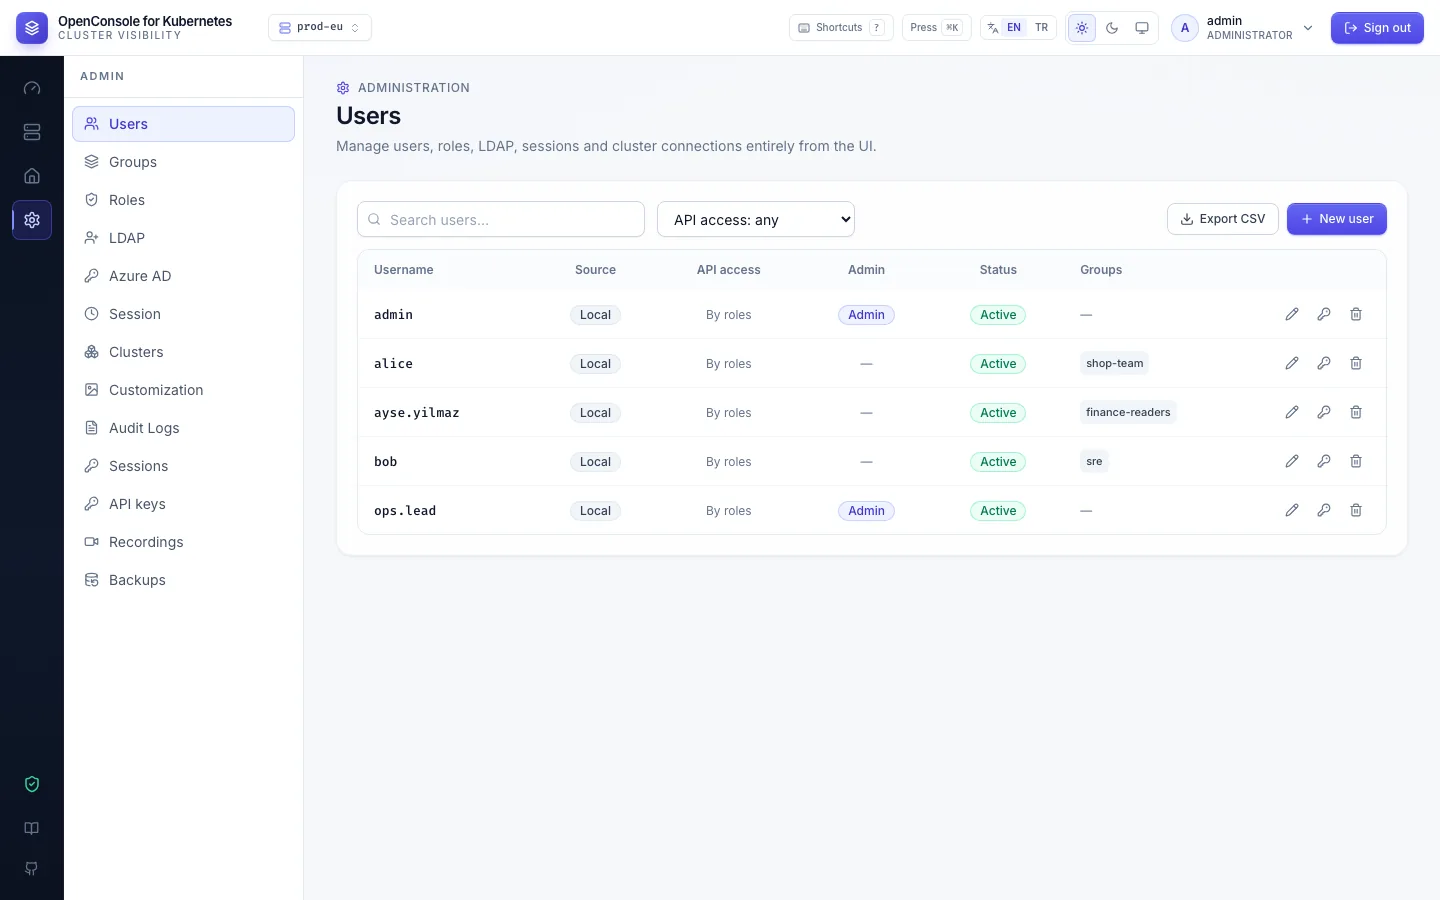 OpenConsole for Kubernetes
CLUSTER VISIBILITY
prod-eu
Shortcuts ?
Press ⌘K
EN TR
A
admin
ADMINISTRATOR
Sign out
ADMIN
Users
Groups
Roles
LDAP
Azure AD
Session
Clusters
Customization
Audit Logs
Sessions
API keys
Recordings
Backups
ADMINISTRATION
Users
Manage users, roles, LDAP, sessions and cluster connections entirely from the UI.
Search users...
API access: any
Export CSV
New user
Username Source API access Admin Status Groups
admin Local By roles Admin Active —
alice Local By roles — Active shop-team
ayse.yilmaz Local By roles — Active finance-readers
bob Local By roles — Active sre
ops.lead Local By roles Admin Active —